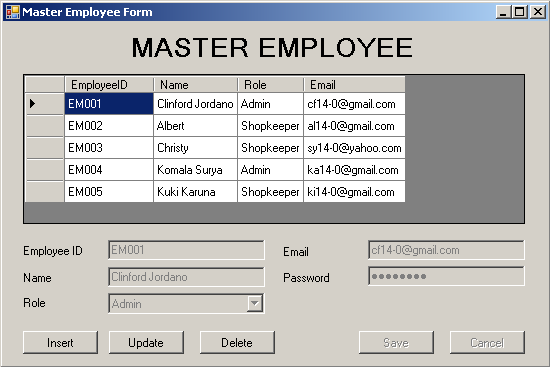 Master Employee Form
MASTER EMPLOYEE
EmployeeID Name Role Email
EM001 Clinford Jordano Admin cf14-0@gmail.com
EM002 Albert Shopkeeper al14-0@gmail.com
EM003 Christy Shopkeeper sy14-0@yahoo.com
EM004 Komala Surya Admin ka14-0@gmail.com
EM005 Kuki Karuna Shopkeeper ki14-0@gmail.com
Employee ID EM001 Email cf14-0@gmail.com
Name Clinford Jordano Password ●●●●●●●●
Role Admin
Insert Update Delete Save Cancel